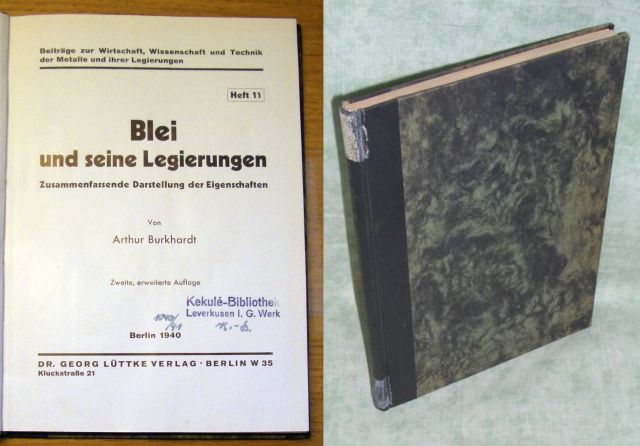 Beiträge zur Wirtschaft, Wissenschaft und Technik
der Metalle und ihrer Legierungen
Heft 11
Blei
und seine Legierungen
Zusammenfassende Darstellung der Eigenschaften
Von
Arthur Burkhardt
Zweite, erweiterte Auflage
Kekulé-Bibliothek
Leverkusen I. G. Werk
1040/41
Berlin 1940
DR. GEORG LÜTTKE VERLAG · BERLIN W 35
Kluckstraße 21